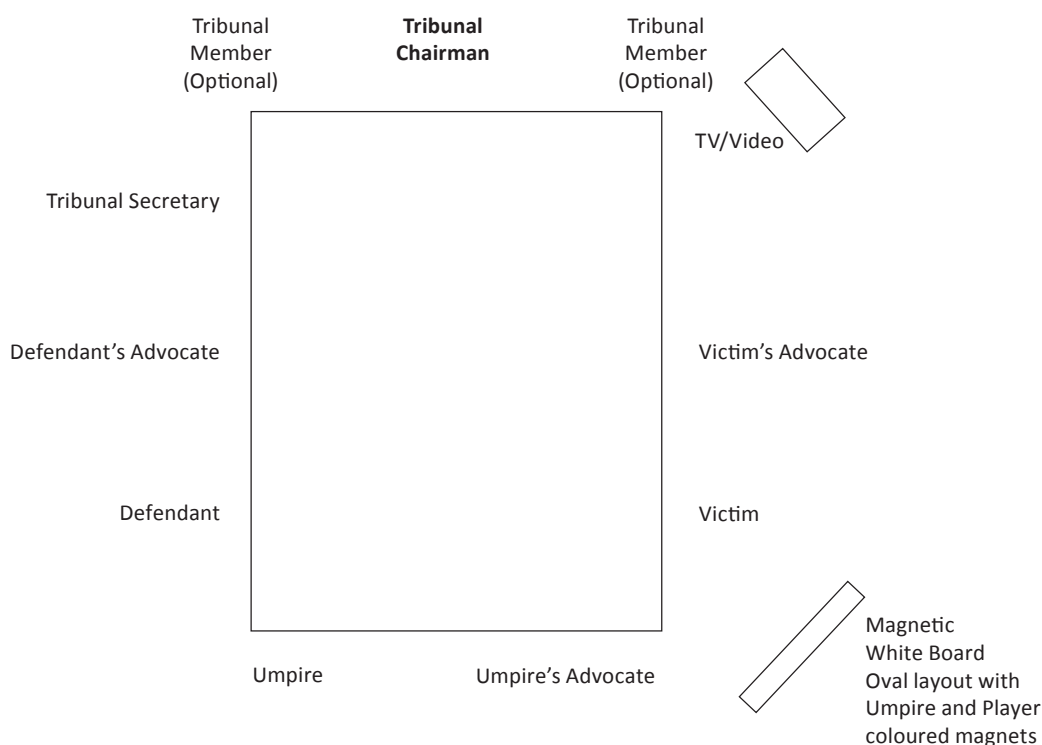 Tribunal
Member
(Optional)
Tribunal
Chairman
Tribunal
Member
(Optional)
TV/Video
Tribunal Secretary
Defendant’s Advocate
Victim’s Advocate
Defendant
Victim
Umpire
Umpire’s Advocate
Magnetic
White Board
Oval layout with
Umpire and Player
coloured magnets